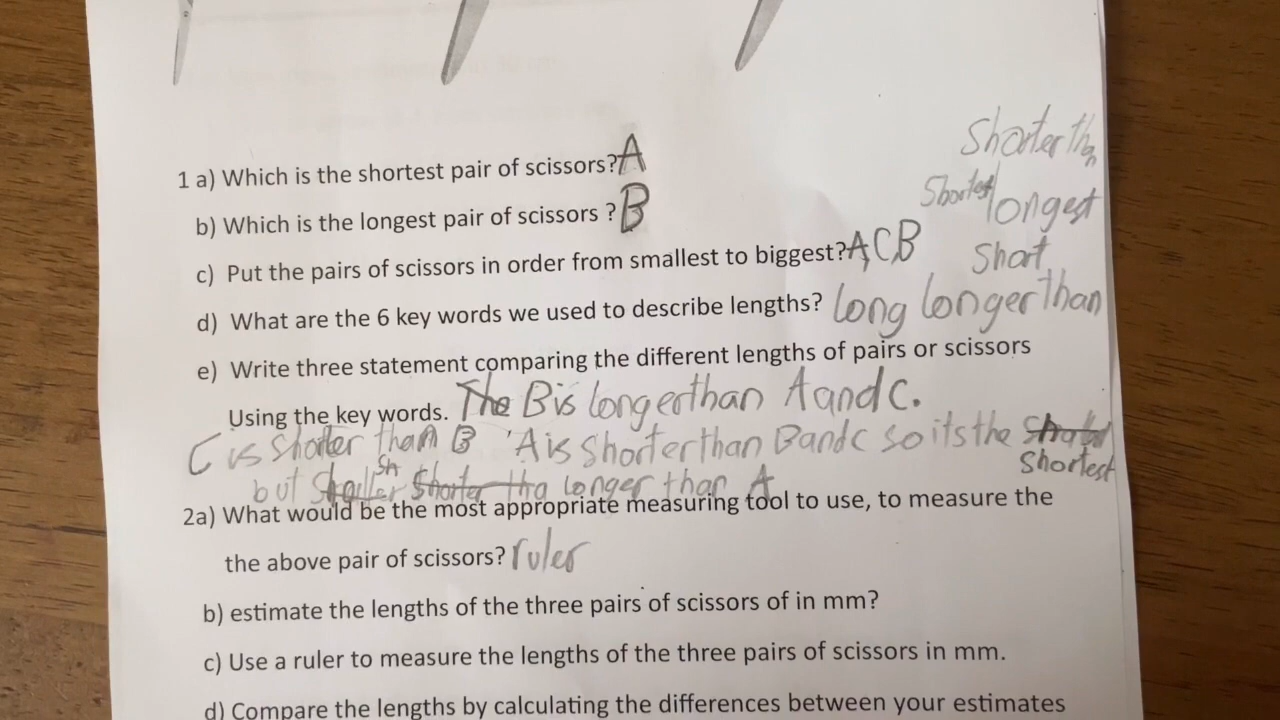 Shorter than
1 a) Which is the shortest pair of scissors? A
Shortest longest
b) Which is the longest pair of scissors ? B
c) Put the pairs of scissors in order from smallest to biggest? A, C, B
Short
d) What are the 6 key words we used to describe lengths? long longer than
e) Write three statement comparing the different lengths of pairs or scissors
Using the key words. The B is longer than A and C.
C is shorter than B 'A is shorter than B and C so its the
Shortest
but shorter tha longer than A
2a) What would be the most appropriate measuring tool to use, to measure the
the above pair of scissors? ruler
b) estimate the lengths of the three pairs of scissors of in mm?
c) Use a ruler to measure the lengths of the three pairs of scissors in mm.
d) Compare the lengths by calculating the differences between your estimates